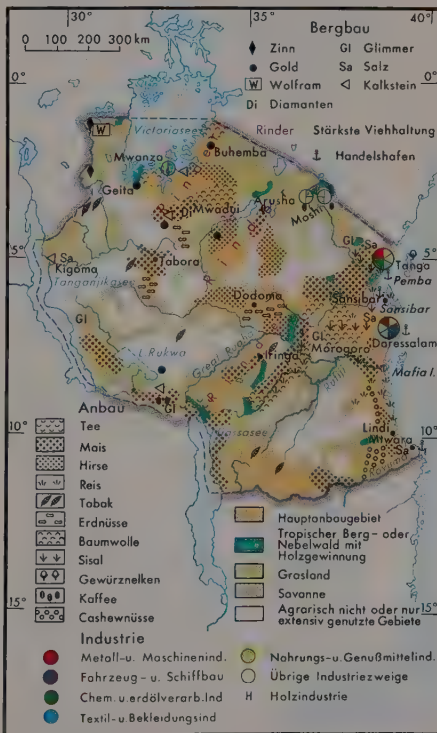 30
35
40°
0 100 200 300 km
Bergbau
Zinn
Gl Glimmer
Gold
Sa Salz
W Wolfram
Kalkstein
Di Diamanten
Rinder Stärkste Viehhaltung
Handelshafen
0°
0°
W
Victoriasee
Mwanza
Buhemba
Geita
Di
Mwadui
Arusha
Moshi
5°
5°
Sa
Kigoma
Tabora
Tanganjikasee
Gl
Sa
Tanga
Pemba
Dodoma
Sansibar
Sansibar
Sa
Gl
Morogoro
Daressalam
Gl
L. Rukwa
Great Ruaha
Iringa
Rufiji
Mafia I.
Gl
Lindi
Mtwara
Sa
10°
10°
Anbau
Tee
Mais
Hirse
Reis
Tabak
Erdnüsse
Baumwolle
Sisal
Gewürznelken
Kaffee
Cashewnüsse
Hauptanbaugebiet
Tropischer Berg- oder
Nebelwald mit
Holzgewinnung
Grasland
Savanne
Agrarisch nicht oder nur
extensiv genutzte Gebiete
15°
15°
Industrie
Metall-u. Maschinenind.
Fahrzeug- u. Schiffbau
Chem. u. erdölverarb. Ind
Textil- u. Bekleidungsind
Nahrungs- u. Genußmittelind.
Übrige Industriezweige
H Holzindustrie